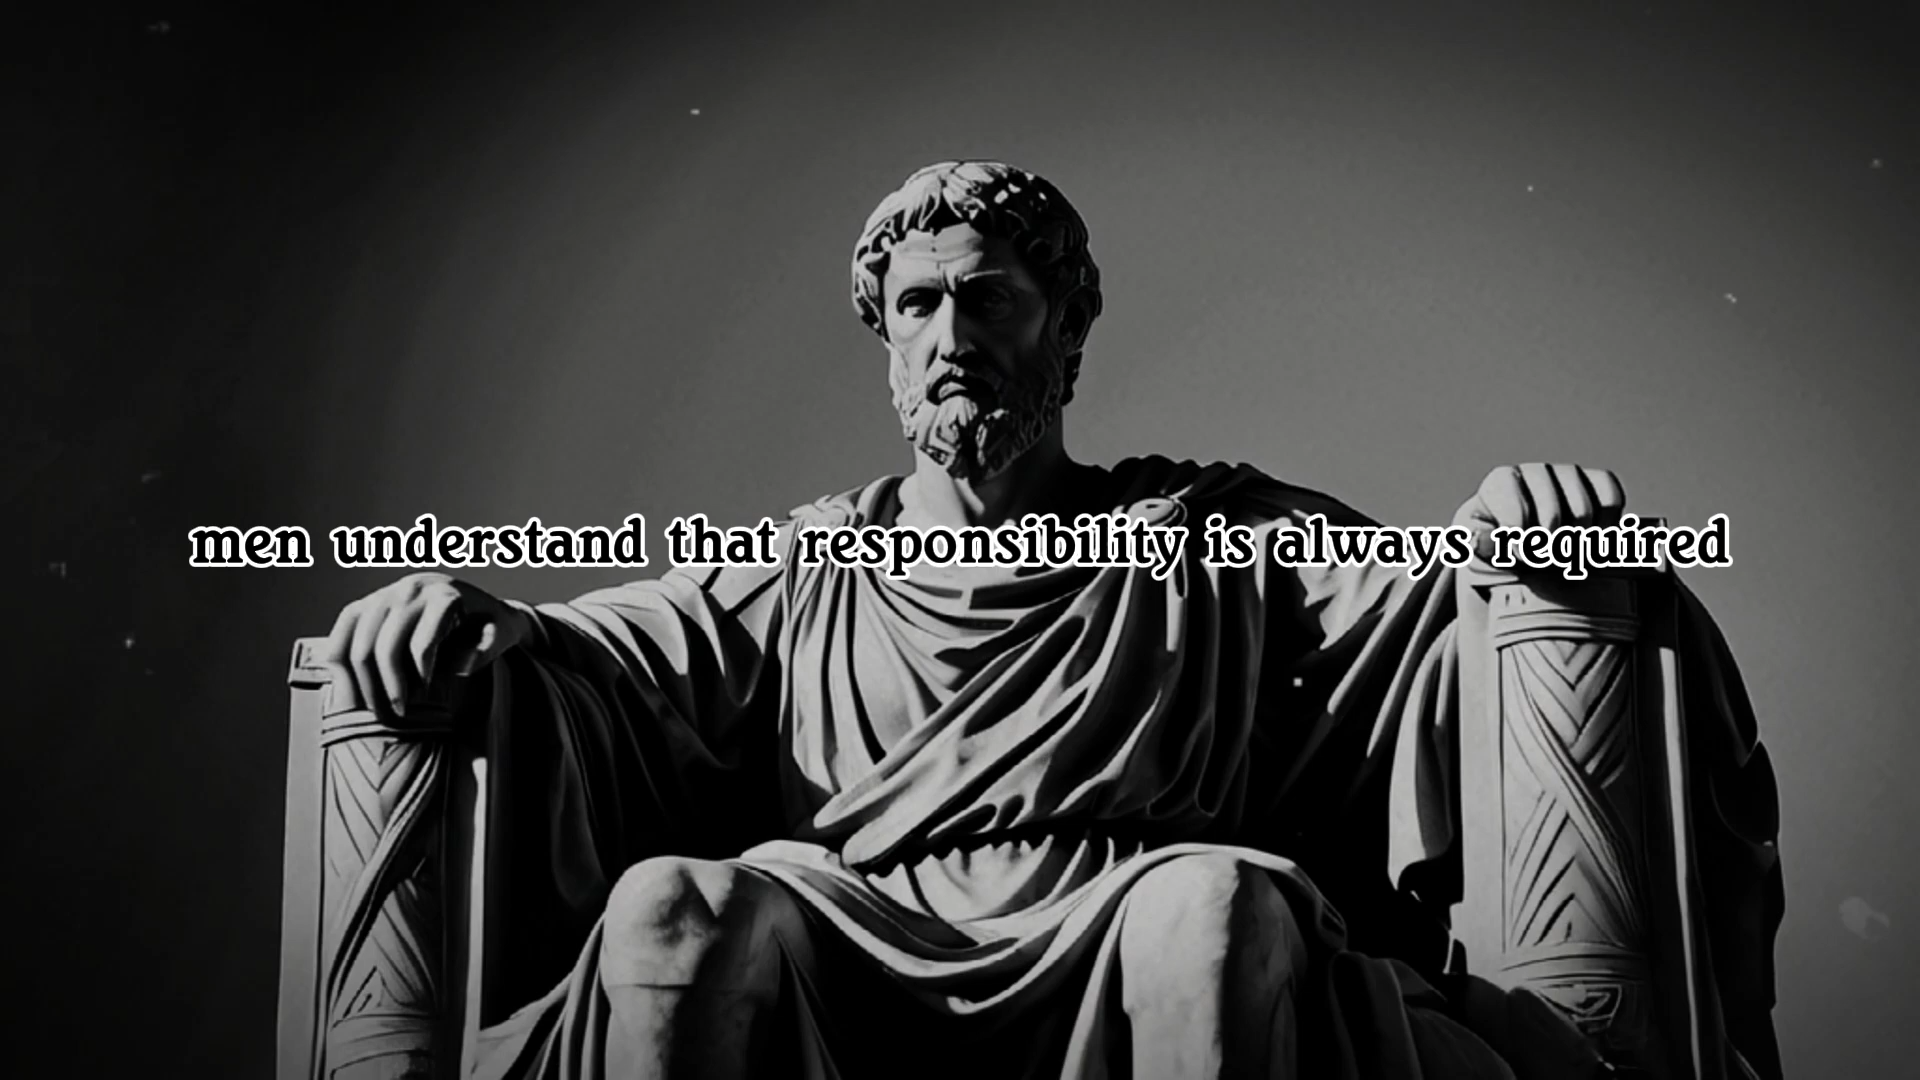 men understand that responsibility is always required